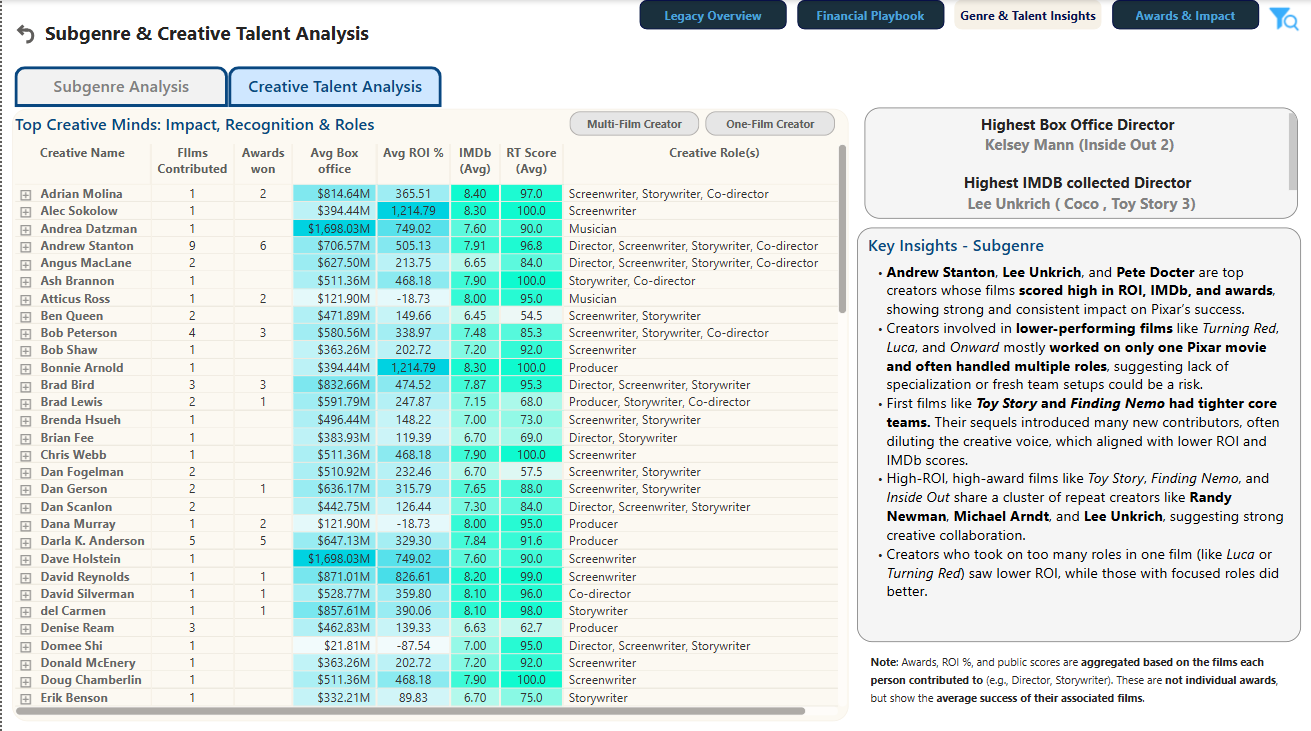 Legacy Overview
Financial Playbook
Genre & Talent Insights
Awards & Impact
Subgenre & Creative Talent Analysis
Subgenre Analysis
Creative Talent Analysis
Top Creative Minds: Impact, Recognition & Roles
Multi-Film Creator
One-Film Creator
Creative Name FIlms Contributed Awards won Avg Box office Avg ROI % IMDb (Avg) RT Score (Avg) Creative Role(s)
Adrian Molina 1 2 $814.64M 365.51 8.40 97.0 Screenwriter, Storywriter, Co-director
Alec Sokolow 1 $394.44M 1,214.79 8.30 100.0 Screenwriter
Andrea Datzman 1 $1,698.03M 749.02 7.60 90.0 Musician
Andrew Stanton 9 6 $706.57M 505.13 7.91 96.8 Director, Screenwriter, Storywriter, Co-director
Angus MacLane 2 $627.50M 213.75 6.65 84.0 Director, Screenwriter, Storywriter, Co-director
Ash Brannon 1 $511.36M 468.18 7.90 100.0 Storywriter, Co-director
Atticus Ross 1 2 $121.90M -18.73 8.00 95.0 Musician
Ben Queen 2 $471.89M 149.66 6.45 54.5 Screenwriter, Storywriter
Bob Peterson 4 3 $580.56M 338.97 7.48 85.3 Screenwriter, Storywriter, Co-director
Bob Shaw 1 $363.26M 202.72 7.20 92.0 Screenwriter
Bonnie Arnold 1 $394.44M 1,214.79 8.30 100.0 Producer
Brad Bird 3 3 $832.66M 474.52 7.87 95.3 Director, Screenwriter, Storywriter
Brad Lewis 2 1 $591.79M 247.87 7.15 68.0 Producer, Storywriter, Co-director
Brenda Hsueh 1 $496.44M 148.22 7.00 73.0 Screenwriter, Storywriter
Brian Fee 1 $383.93M 119.39 6.70 69.0 Director, Storywriter
Chris Webb 1 $511.36M 468.18 7.90 100.0 Screenwriter
Dan Fogelman 2 $510.92M 232.46 6.70 57.5 Screenwriter, Storywriter
Dan Gerson 2 1 $636.17M 315.79 7.65 88.0 Screenwriter, Storywriter
Dan Scanlon 2 $442.75M 126.44 7.30 84.0 Director, Screenwriter, Storywriter
Dana Murray 1 2 $121.90M -18.73 8.00 95.0 Producer
Darla K. Anderson 5 5 $647.13M 329.30 7.84 91.6 Producer
Dave Holstein 1 $1,698.03M 749.02 7.60 90.0 Screenwriter
David Reynolds 1 1 $871.01M 826.61 8.20 99.0 Screenwriter
David Silverman 1 1 $528.77M 359.80 8.10 96.0 Co-director
del Carmen 1 1 $857.61M 390.06 8.10 98.0 Storywriter
Denise Ream 3 $462.83M 139.33 6.63 62.7 Producer
Domee Shi 1 $21.81M -87.54 7.00 95.0 Director, Screenwriter, Storywriter
Donald McEnery 1 $363.26M 202.72 7.20 92.0 Screenwriter
Doug Chamberlin 1 $511.36M 468.18 7.90 100.0 Screenwriter
Erik Benson 1 $332.21M 89.83 6.70 75.0 Storywriter
Highest Box Office Director
Kelsey Mann (Inside Out 2)
Highest IMDB collected Director
Lee Unkrich ( Coco , Toy Story 3)
Key Insights - Subgenre
• Andrew Stanton, Lee Unkrich, and Pete Docter are top
creators whose films scored high in ROI, IMDb, and awards,
showing strong and consistent impact on Pixar's success.
• Creators involved in lower-performing films like Turning Red,
Luca, and Onward mostly worked on only one Pixar movie
and often handled multiple roles, suggesting lack of
specialization or fresh team setups could be a risk.
• First films like Toy Story and Finding Nemo had tighter core
teams. Their sequels introduced many new contributors, often
diluting the creative voice, which aligned with lower ROI and
IMDb scores.
• High-ROI, high-award films like Toy Story, Finding Nemo, and
Inside Out share a cluster of repeat creators like Randy
Newman, Michael Arndt, and Lee Unkrich, suggesting strong
creative collaboration.
• Creators who took on too many roles in one film (like Luca or
Turning Red) saw lower ROI, while those with focused roles did
better.
Note: Awards, ROI %, and public scores are aggregated based on the films each
person contributed to (e.g., Director, Storywriter). These are not individual awards,
but show the average success of their associated films.